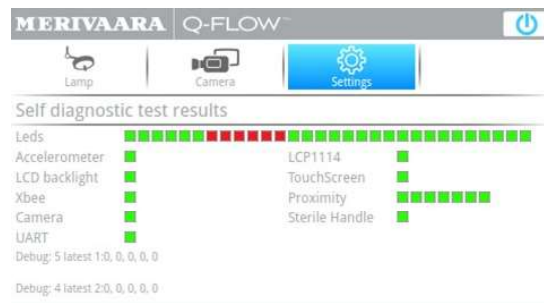 MERIVAARA Q-FLOW™
Lamp Camera Settings
Self diagnostic test results
Leds
Accelerometer LCP1114
LCD backlight TouchScreen
Xbee Proximity
Camera Sterile Handle
UART
Debug: 5 latest 1:0, 0, 0, 0, 0
Debug: 4 latest 2:0, 0, 0, 0, 0